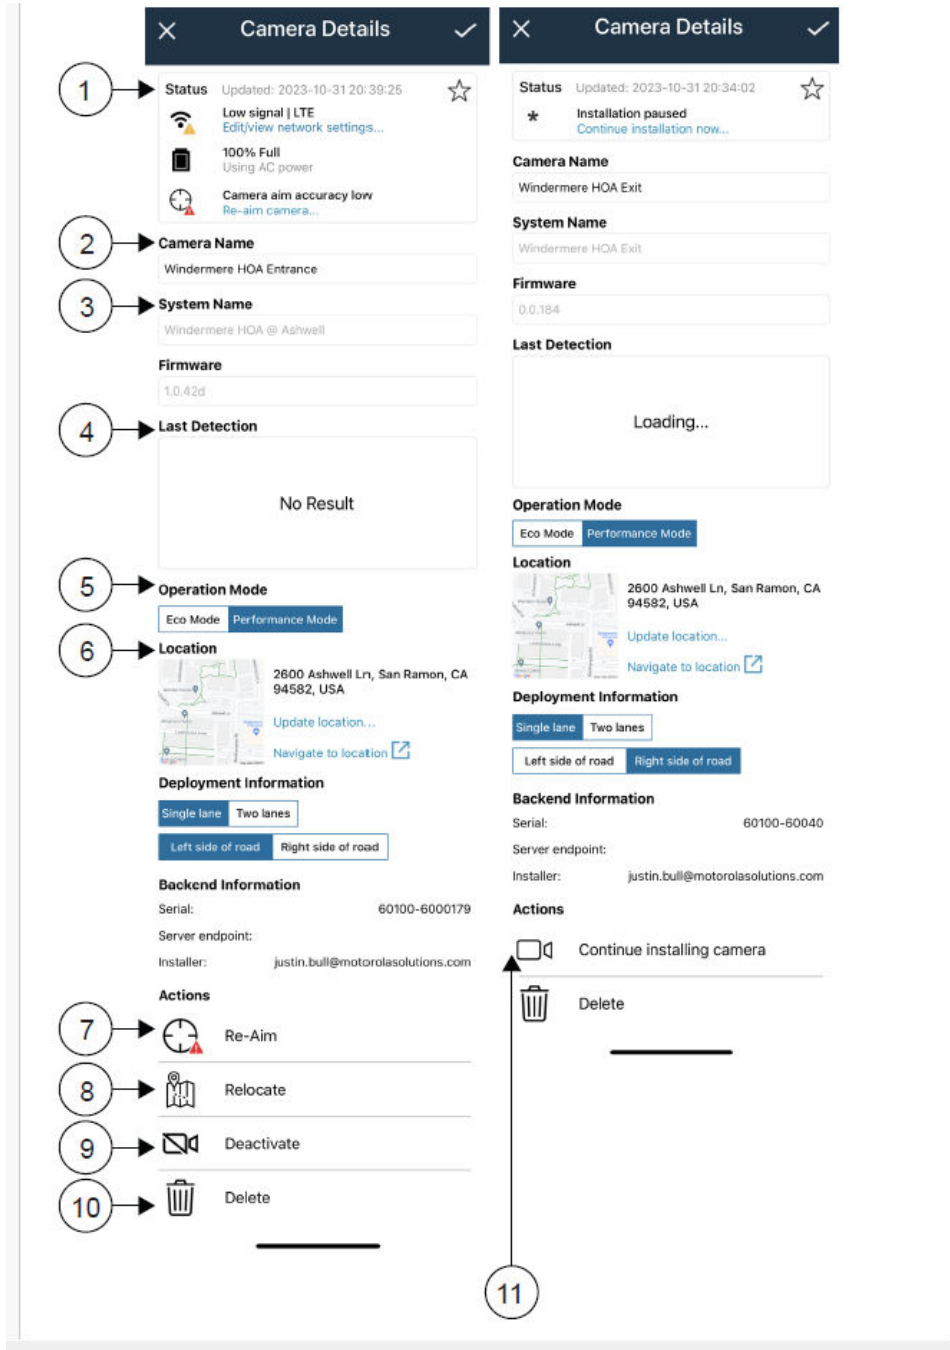 Camera Details
1
Status Updated: 2023-10-31 20:39:25
Low signal | LTE
Edit/view network settings...
100% Full
Using AC power
Camera aim accuracy low
Re-aim camera...
2
Camera Name
Windermere HOA Entrance
3
System Name
Windermere HOA @ Ashwell
Firmware
1.0.42d
4
Last Detection
No Result
5
Operation Mode
Eco Mode Performance Mode
6
Location
2600 Ashwell Ln, San Ramon, CA
94582, USA
Update location...
Navigate to location
Deployment Information
Single lane Two lanes
Left side of road Right side of road
Backend Information
Serial: 60100-6000179
Server endpoint:
Installer: justin.bull@motorolasolutions.com
Actions
7
Re-Aim
8
Relocate
9
Deactivate
10
Delete
Camera Details
Status Updated: 2023-10-31 20:34:02
* Installation paused
Continue installation now...
Camera Name
Windermere HOA Exit
System Name
Windermere HOA Exit
Firmware
0.0.184
Last Detection
Loading...
Operation Mode
Eco Mode Performance Mode
Location
2600 Ashwell Ln, San Ramon, CA
94582, USA
Update location...
Navigate to location
Deployment Information
Single lane Two lanes
Left side of road Right side of road
Backend Information
Serial: 60100-60040
Server endpoint:
Installer: justin.bull@motorolasolutions.com
Actions
Continue installing camera
Delete
11